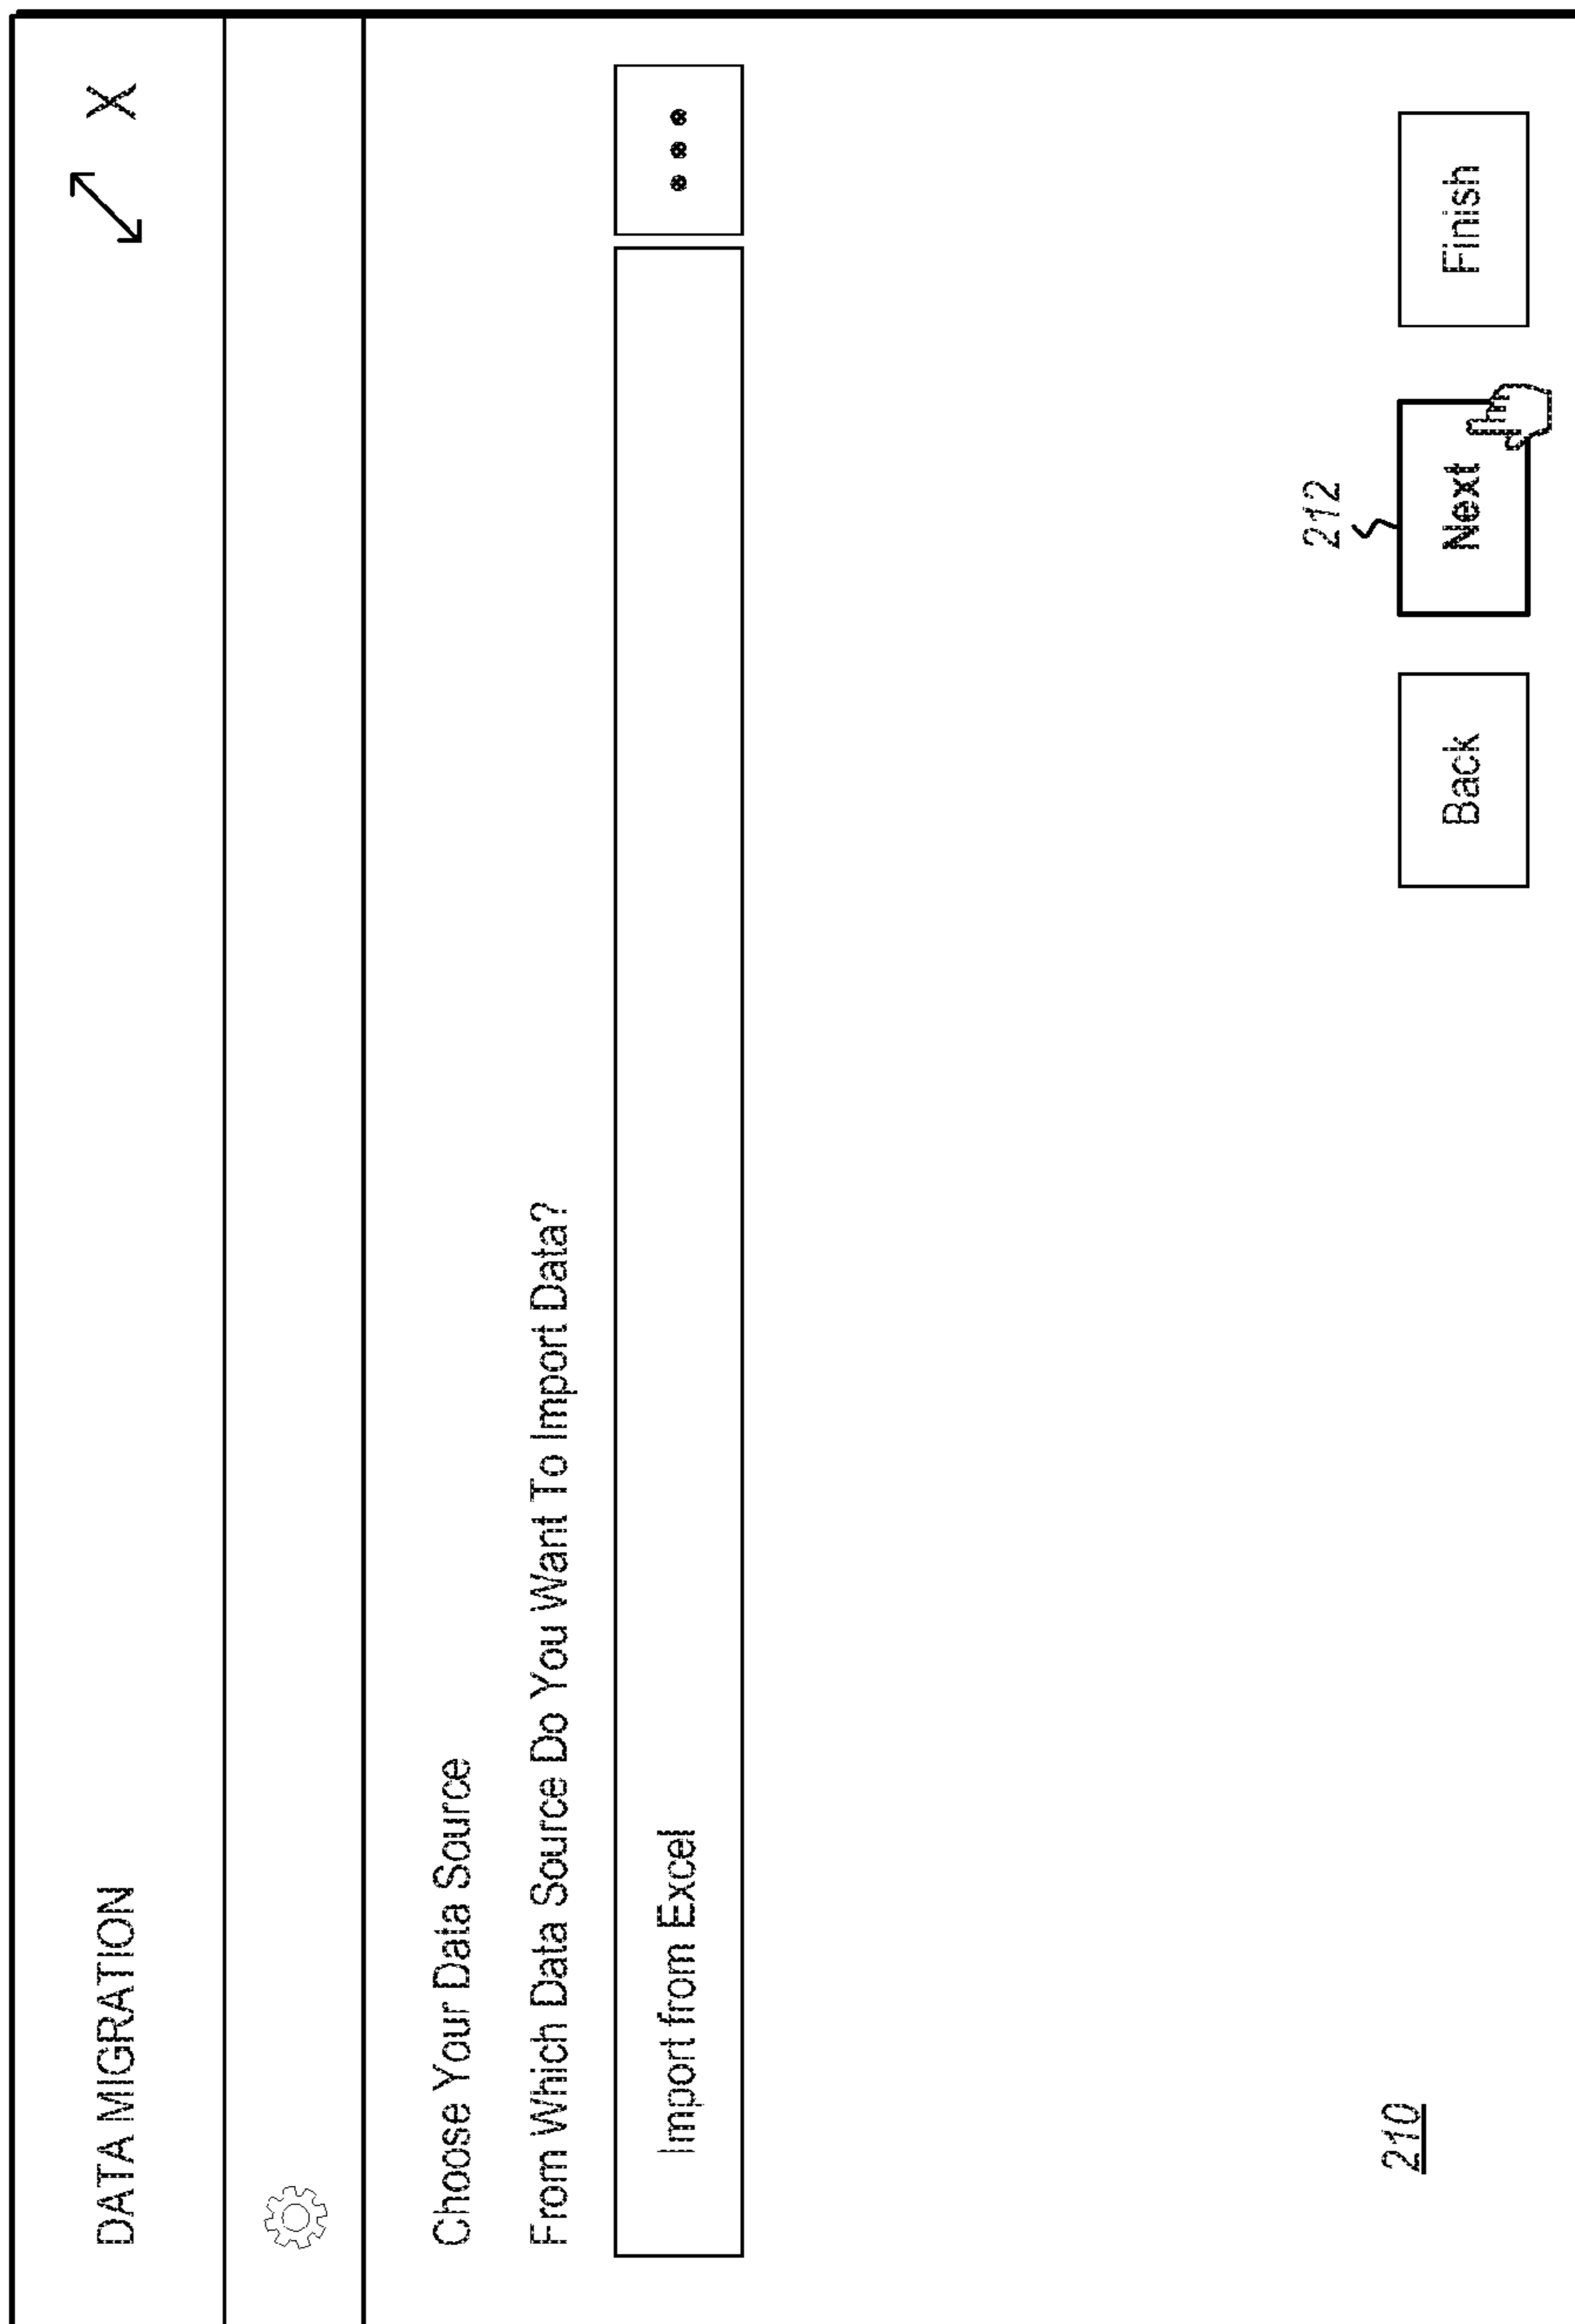 DATA MIGRATION X
Choose Your Data Source
From Which Data Source Do You Want To Import Data?
Import from Excel
212
Back Next Finish
210